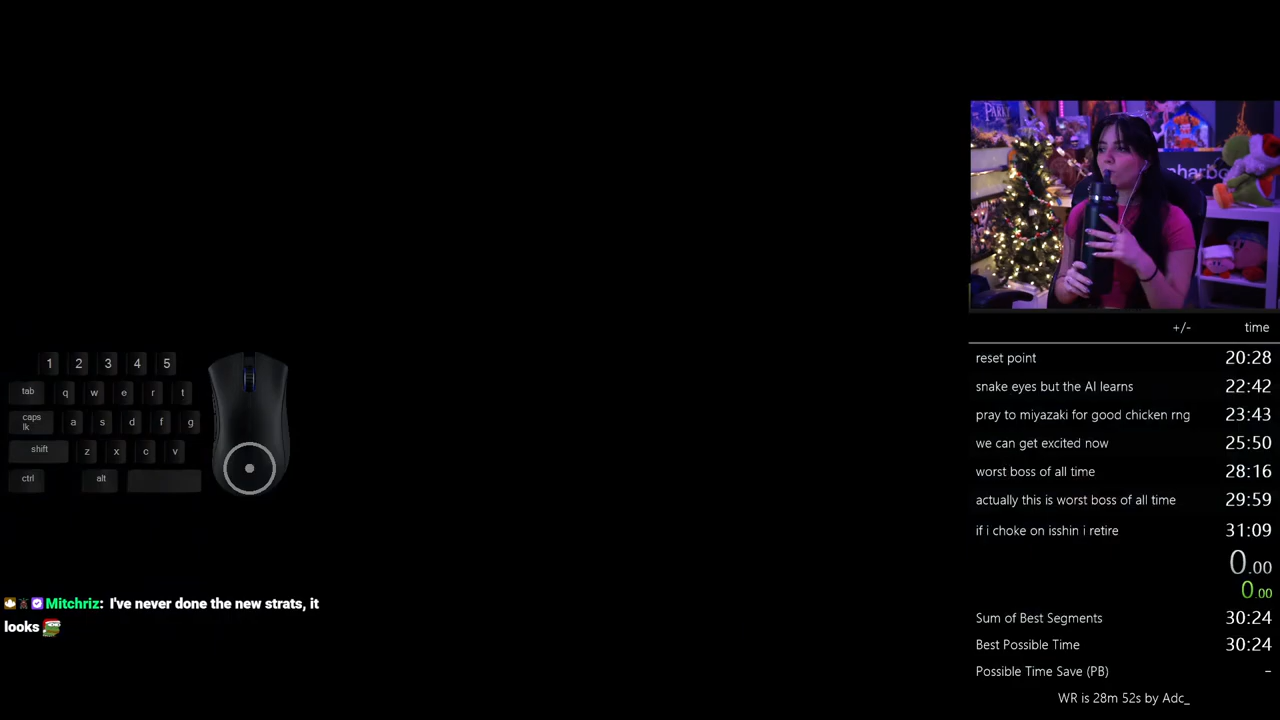 PARKY
pharbo
+/- time
reset point 20:28
snake eyes but the AI learns 22:42
pray to miyazaki for good chicken rng 23:43
we can get excited now 25:50
worst boss of all time 28:16
actually this is worst boss of all time 29:59
if i choke on isshin i retire 31:09
0.00
0.00
Sum of Best Segments 30:24
Best Possible Time 30:24
Possible Time Save (PB) -
WR is 28m 52s by Adc_
1 2 3 4 5
tab q w e r t
caps
lk a s d f g
shift z x c v
ctrl alt
Mitchriz: I've never done the new strats, it
looks